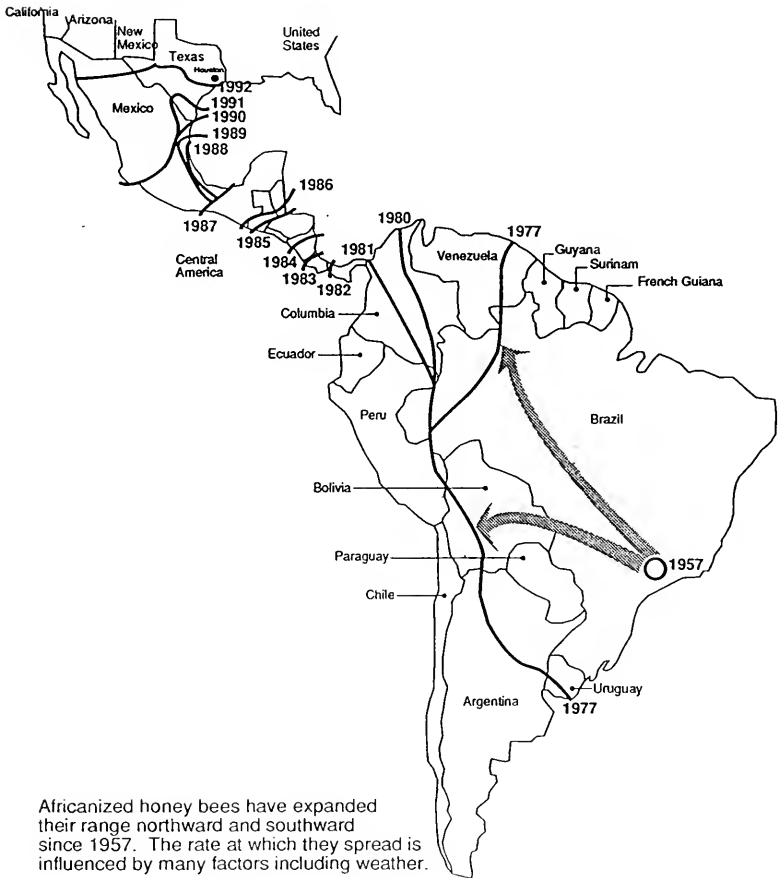 California
Arizona
New
Mexico
Texas
Houston
United
States
Mexico
1992
1991
1990
1989
1988
1987
1986
1985
1984
1983
1982
Central
America
1981
1980
1977
Venezuela
Guyana
Surinam
French Guiana
Columbia
Ecuador
Peru
Brazil
Bolivia
Paraguay
1957
Chile
Argentina
Uruguay
1977
Africanized honey bees have expanded
their range northward and southward
since 1957. The rate at which they spread is
influenced by many factors including weather.